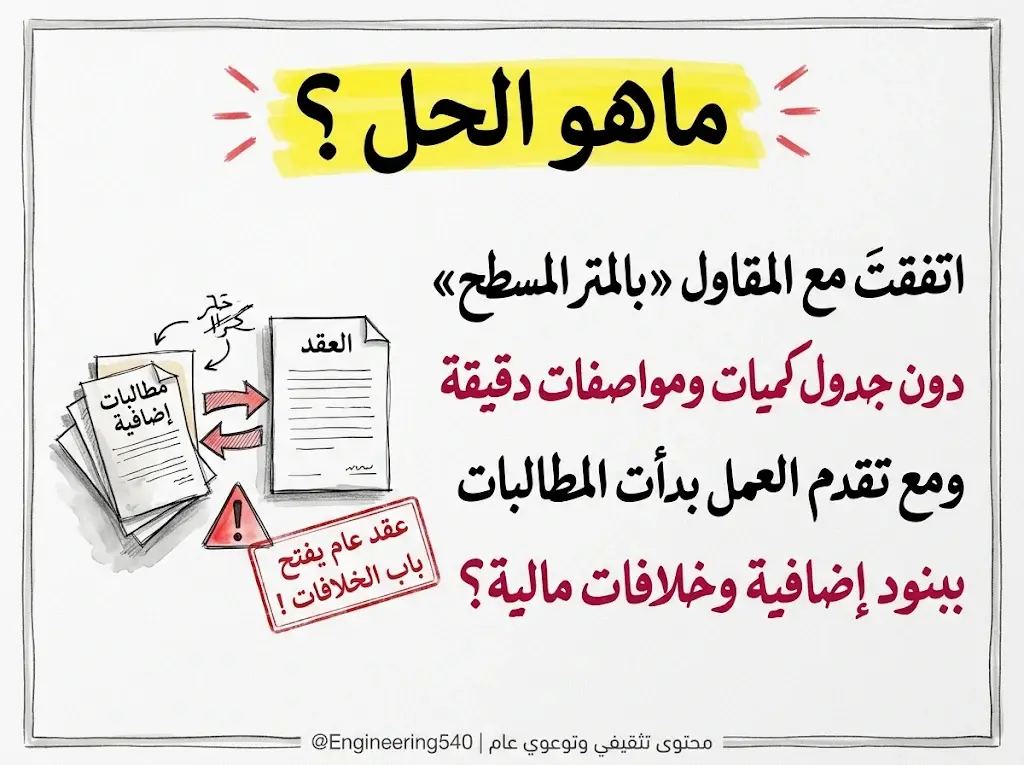 ماهو الحل ؟
اتفقتَ مع المقاول «بالمتر المسطح»
دون جدول كميات ومواصفات دقيقة
ومع تقدم العمل بدأت المطالبات
ببنود إضافية وخلافات مالية؟
العقد
مطالبات
إضافية
عقد عام يفتح
باب الخلافات !
محتوى تثقيفي وتوعوي عام | @Engineering540